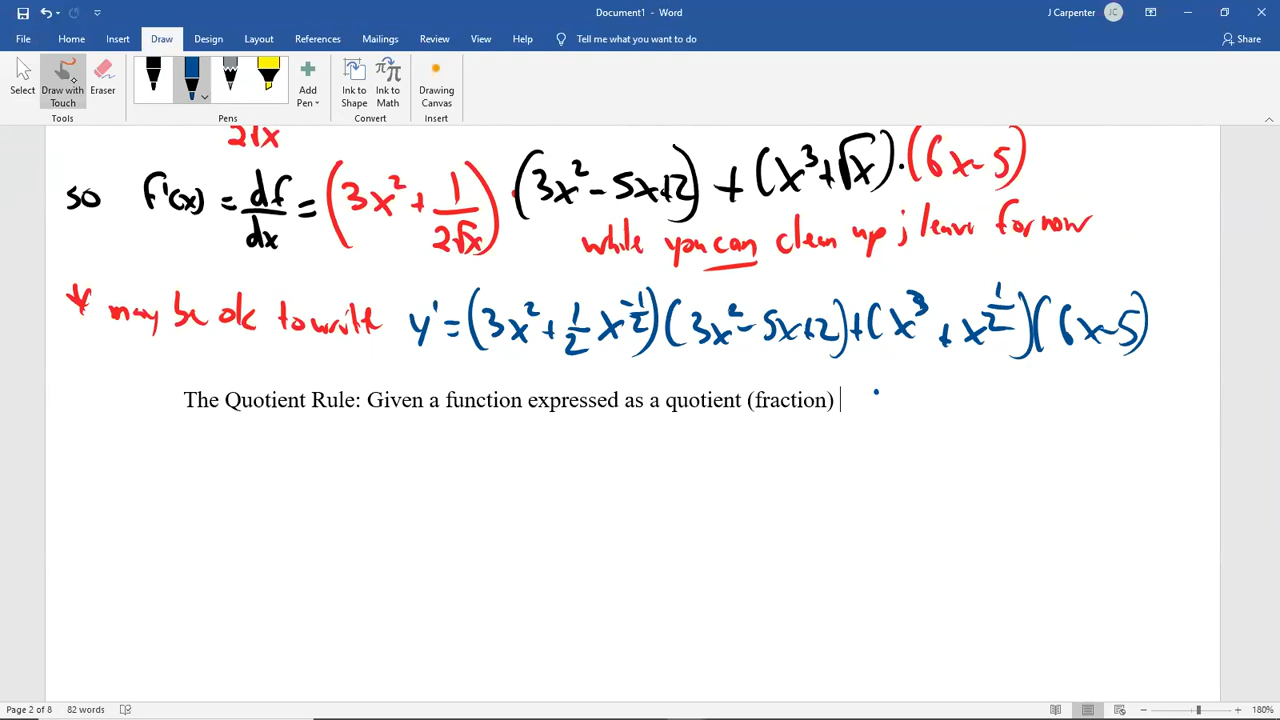 Document1 - Word
J Carpenter JC
File Home Insert Draw Design Layout References Mailings Review View Help Tell me what you want to do Share
Select Draw with Touch Eraser Add Pen Ink to Shape Ink to Math Drawing Canvas
Tools Pens Convert Insert
2√x
so f'(x) = df/dx = (3x² + 1/(2√x)) · (3x² - 5x+2) + (x³+√x) · (6x-5)
while you can clean up; leave for now
* may be ok to write y' = (3x² + 1/2 x^(-1/2))(3x² - 5x+2)+(x³ + x^(1/2))(6x-5)
The Quotient Rule: Given a function expressed as a quotient (fraction)
Page 2 of 8 82 words 180%